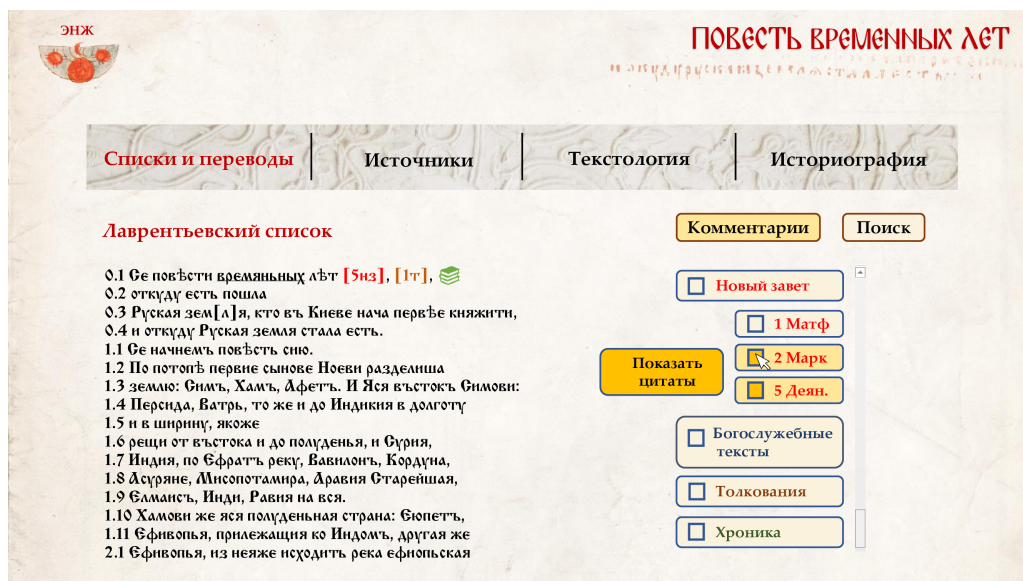 ЭНЖ
ПОВЕСТЬ ВРЕМЕННЫХ ЛЕТ
Списки и переводы
Источники
Текстология
Историография
Лаврентьевский список
Комментарии
Поиск
0.1 Се повѣсти времяньных лѣт [5нз], [1т],
0.2 откуду есть пошла
0.3 Руская зем[л]я, кто въ Киеве нача первѣе княжити,
0.4 и откуду Руская земля стала есть.
1.1 Се начнемъ повѣсть сию.
1.2 По потопѣ первие сынове Ноеви разделиша
1.3 землю: Симъ, Хамъ, Афетъ. И Яся въстокъ Симови:
1.4 Персида, Ватрь, то же и до Индикия в долготу
1.5 и в ширину, якоже
1.6 рещи от въстока и до полуденья, и Сурия,
1.7 Индия, по Ефратъ реку, Вавилонъ, Кордуна,
1.8 Асуряне, Мисопотамира, Аравия Старейшая,
1.9 Елмаисъ, Инди, Равия на вся.
1.10 Хамови же яся полуденьная страна: Еюпетъ,
1.11 Ефивопья, прилежащия ко Индомъ, другая же
2.1 Ефивопья, из неяже исходить река ефиопьская
Новый завет
1 Матф
2 Марк
Показать
цитаты
5 Деян.
Богослужебные
тексты
Толкования
Хроника